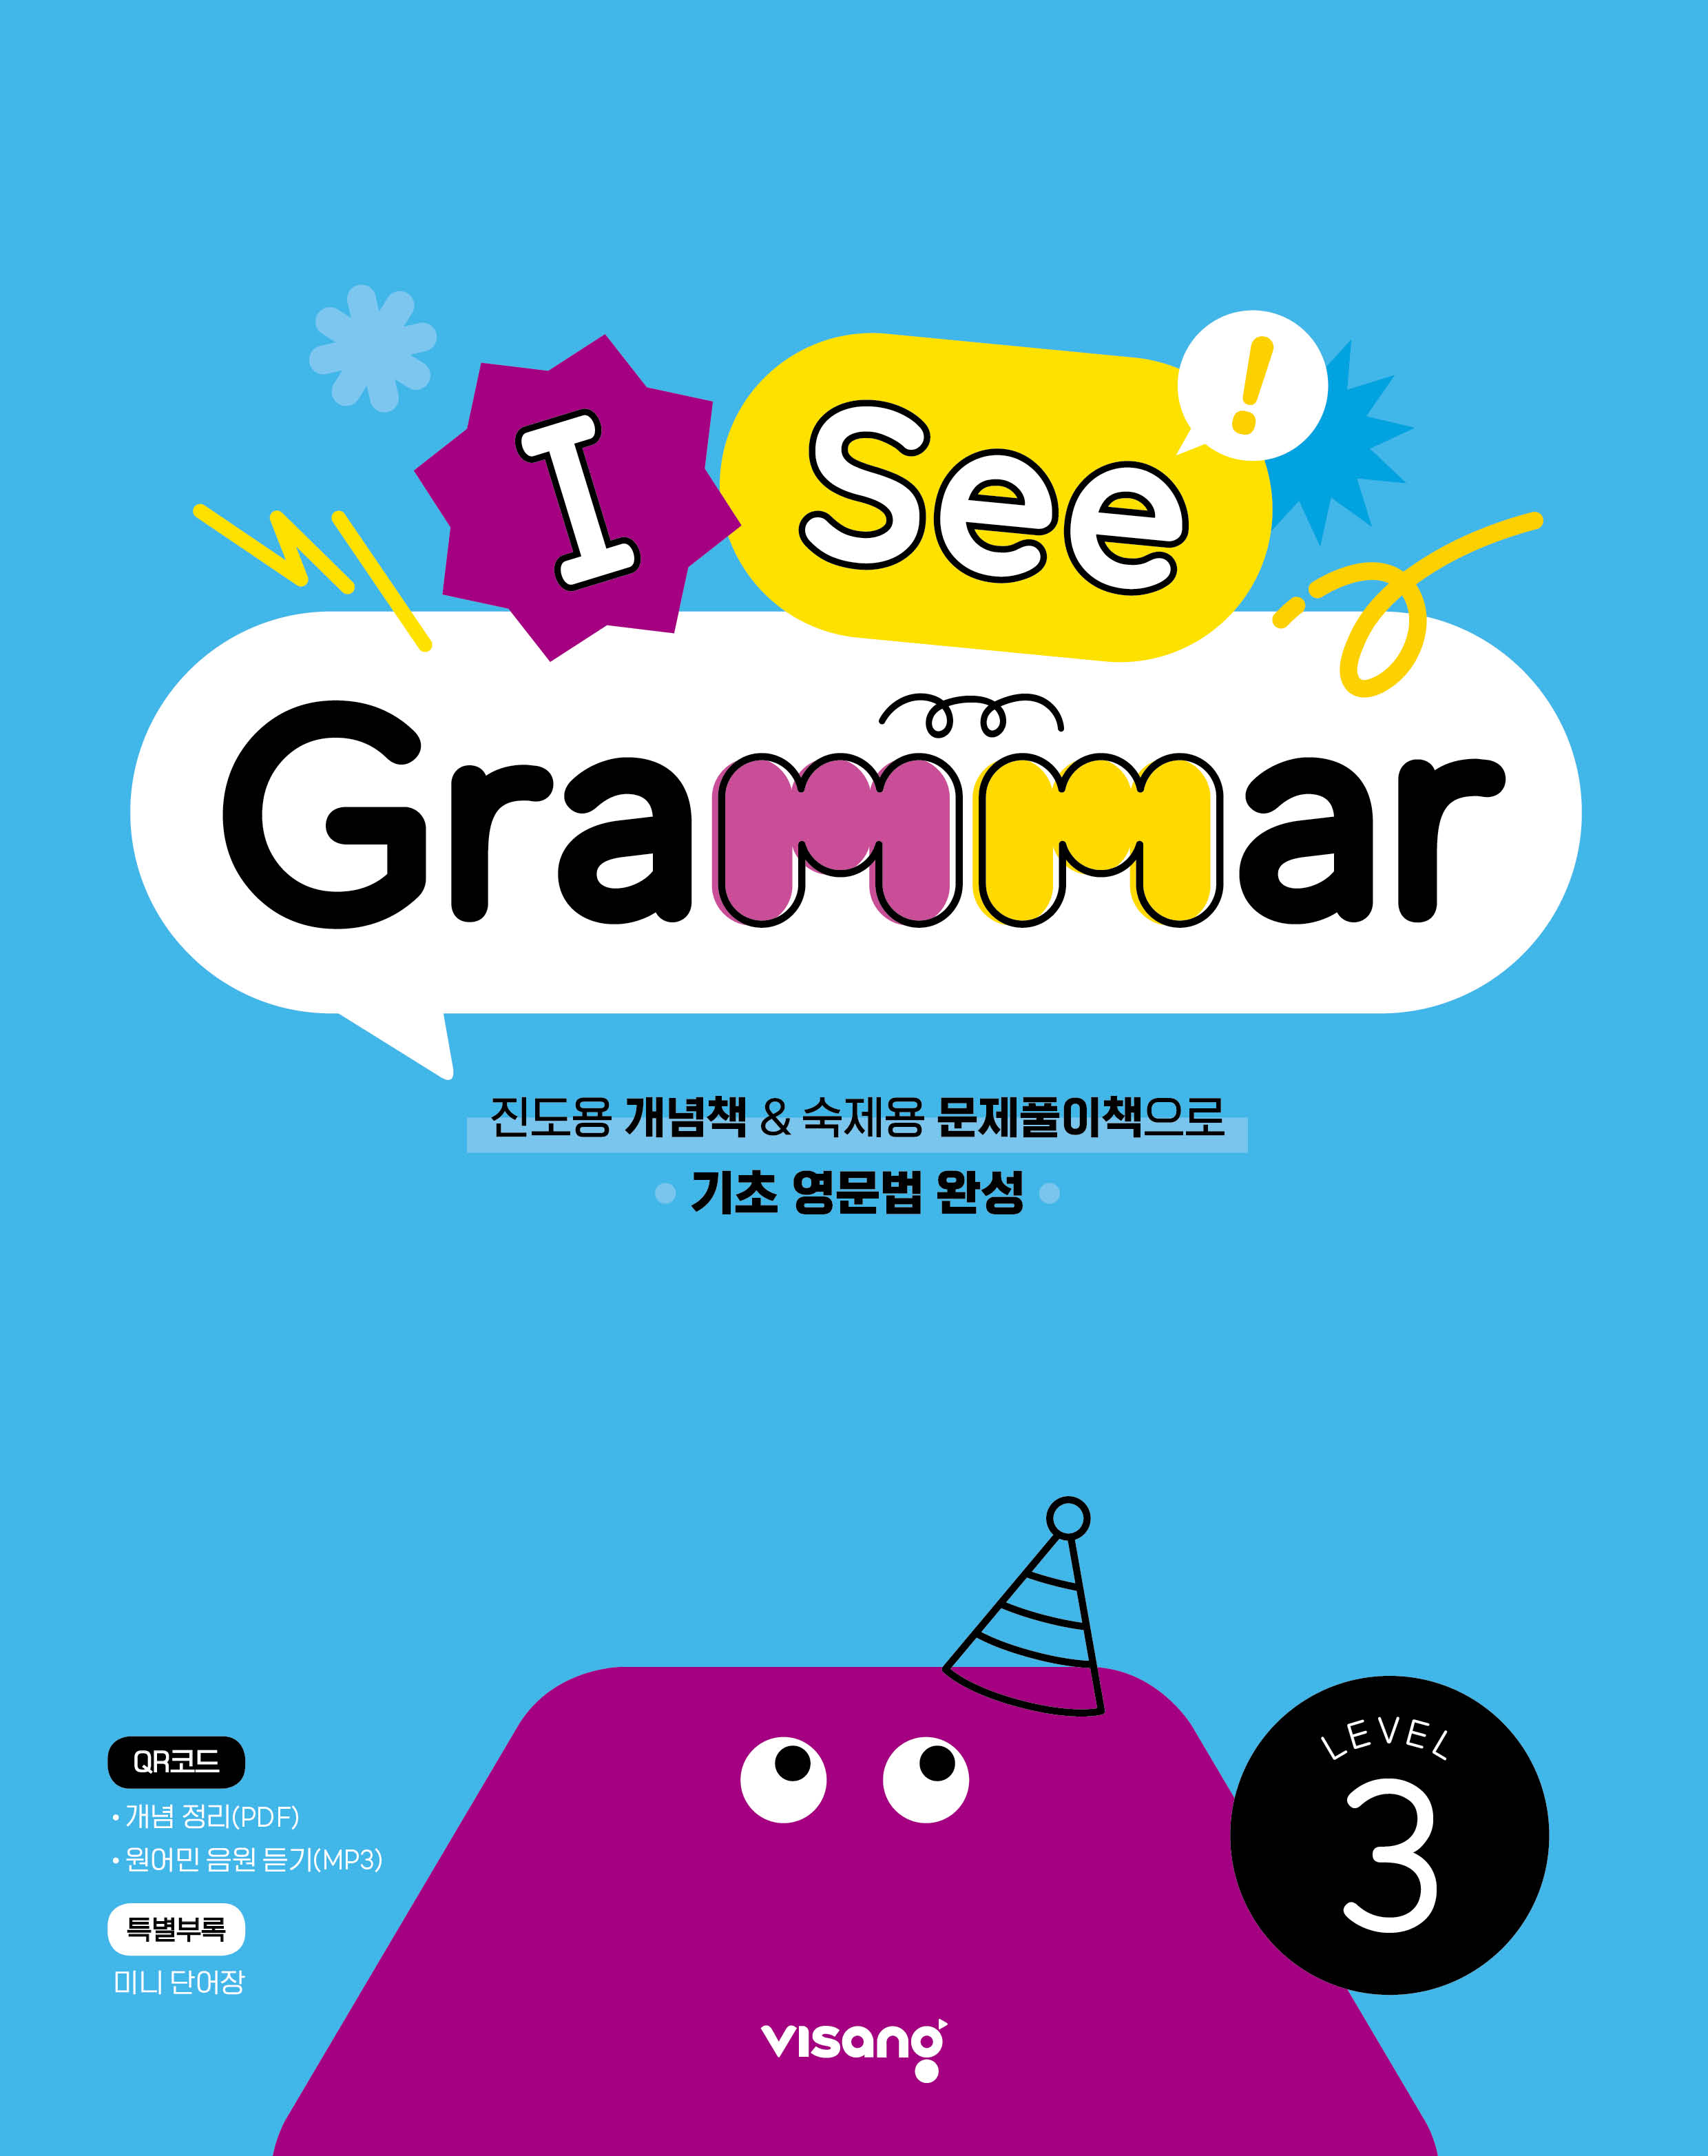 I See!
Grammar
진도용 개념책 & 숙제용 문제풀이책으로
기초 영문법 완성
QR코드
• 개념 정리(PDF)
• 원어민 음원 듣기(MP3)
특별부록
미니 단어장
LEVEL
3
visang